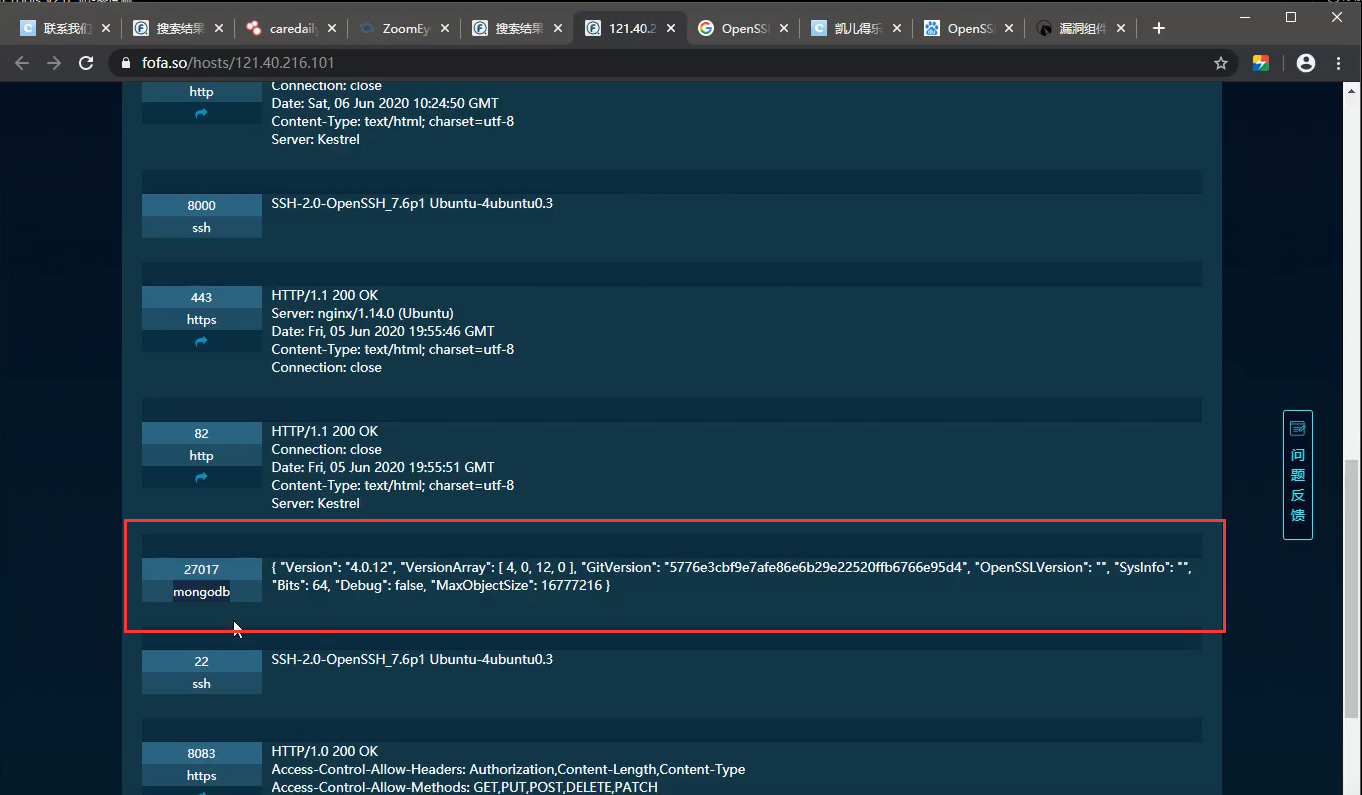 联系我们
搜索结果
caredaily
ZoomEy
搜索结果
121.40.2
OpenSS
凯儿得乐
OpenSS
漏洞组件
fofa.so/hosts/121.40.216.101
http
Connection: close
Date: Sat, 06 Jun 2020 10:24:50 GMT
Content-Type: text/html; charset=utf-8
Server: Kestrel
8000
ssh
SSH-2.0-OpenSSH_7.6p1 Ubuntu-4ubuntu0.3
443
https
HTTP/1.1 200 OK
Server: nginx/1.14.0 (Ubuntu)
Date: Fri, 05 Jun 2020 19:55:46 GMT
Content-Type: text/html; charset=utf-8
Connection: close
82
http
HTTP/1.1 200 OK
Connection: close
Date: Fri, 05 Jun 2020 19:55:51 GMT
Content-Type: text/html; charset=utf-8
Server: Kestrel
27017
mongodb
{ "Version": "4.0.12", "VersionArray": [ 4, 0, 12, 0 ], "GitVersion": "5776e3cbf9e7afe86e6b29e22520ffb6766e95d4", "OpenSSLVersion": "", "SysInfo": "",
"Bits": 64, "Debug": false, "MaxObjectSize": 16777216 }
22
ssh
SSH-2.0-OpenSSH_7.6p1 Ubuntu-4ubuntu0.3
8083
https
HTTP/1.0 200 OK
Access-Control-Allow-Headers: Authorization,Content-Length,Content-Type
Access-Control-Allow-Methods: GET,PUT,POST,DELETE,PATCH
问
题
反
馈